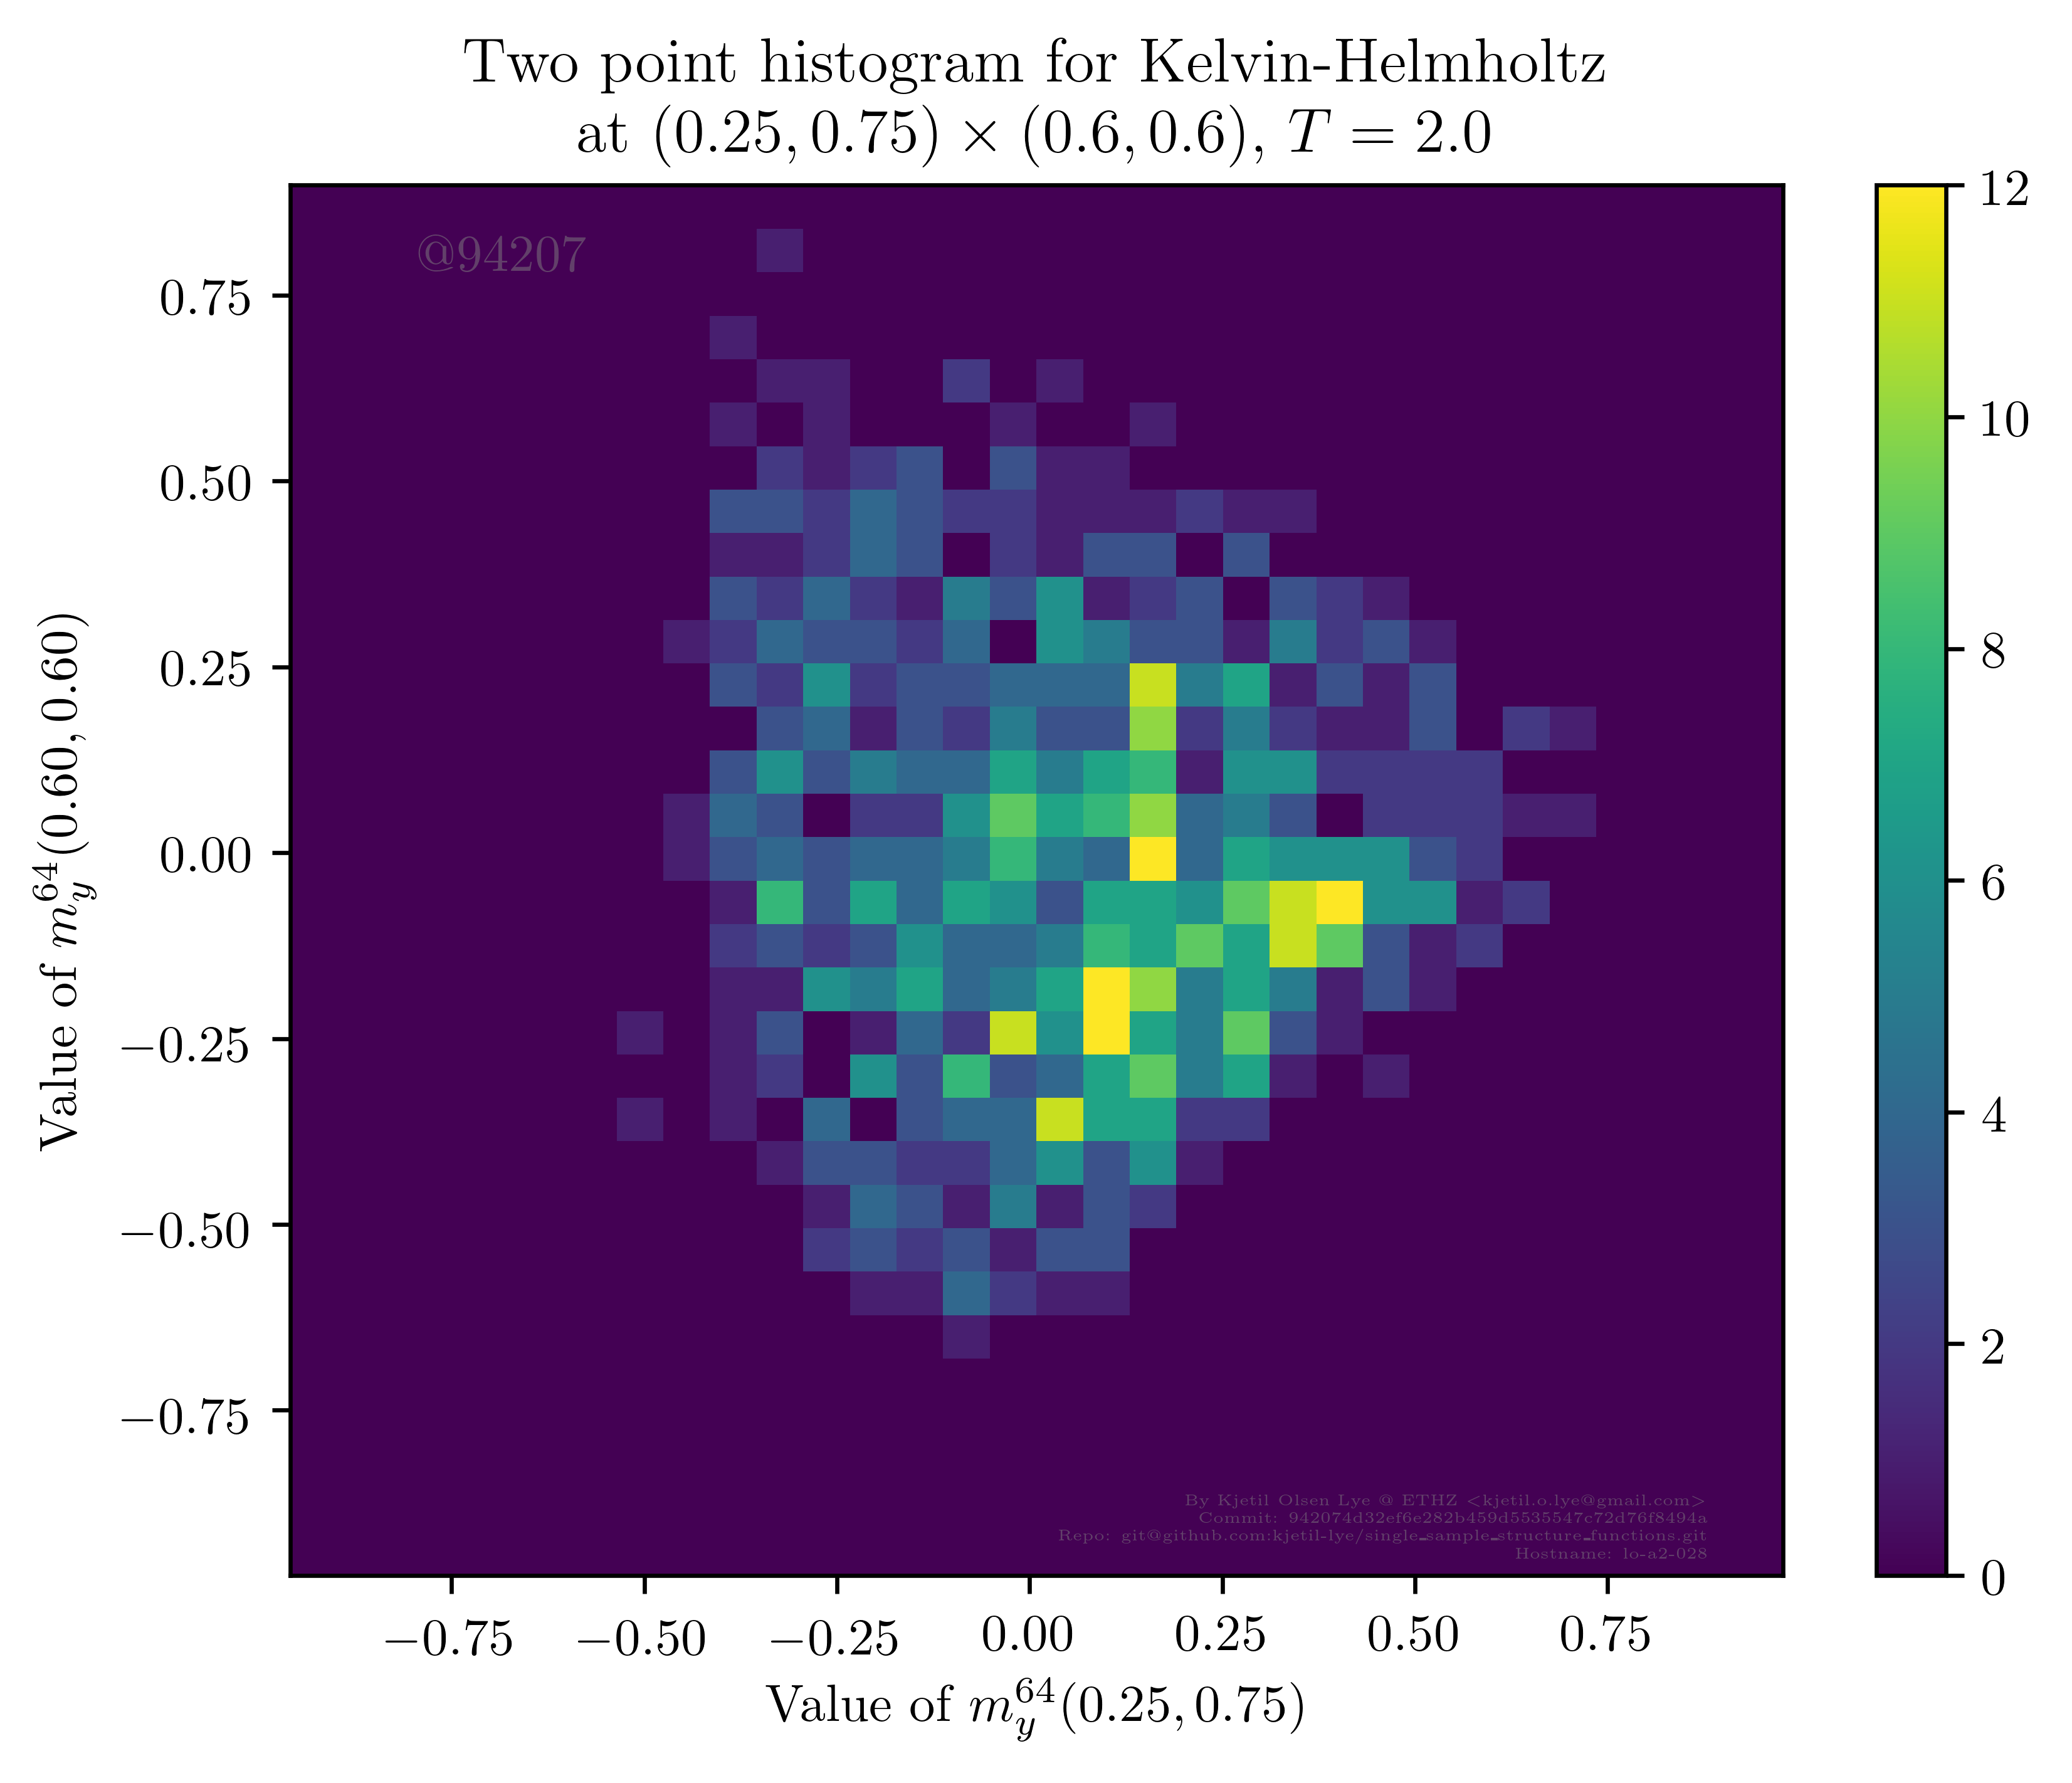 Two point histogram for Kelvin-Helmholtz
at (0.25, 0.75) × (0.6, 0.6), T = 2.0
@94207
0.75
0.50
0.25
0.00
−0.25
−0.50
−0.75
Value of m_y^64(0.60, 0.60)
12
10
8
6
4
2
0
By Kjetil Olsen Lye @ ETHZ <kjetil.o.lye@gmail.com>
Commit: 942074d32ef6e282b459d5535547c72d76f8494a
Repo: git@github.com:kjetil-lye/single_sample_structure_functions.git
Hostname: lo-a2-028
−0.75 −0.50 −0.25 0.00 0.25 0.50 0.75
Value of m_y^64(0.25, 0.75)